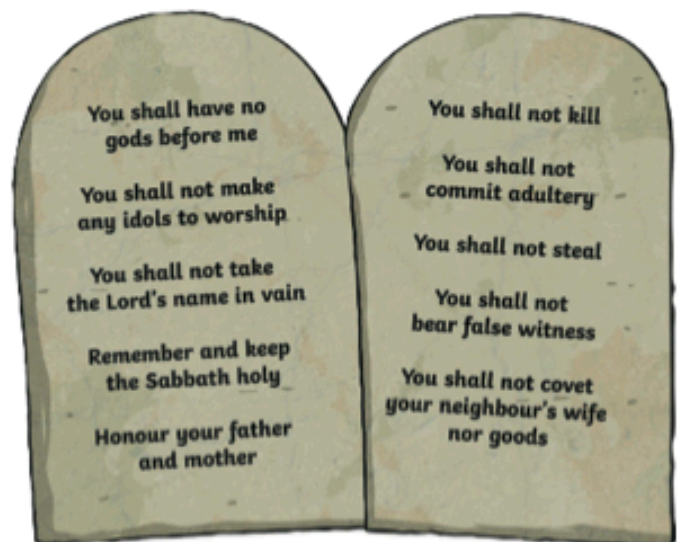 You shall have no
gods before me
You shall not make
any idols to worship
You shall not take
the Lord's name in vain
Remember and keep
the Sabbath holy
Honour your father
and mother
You shall not kill
You shall not
commit adultery
You shall not steal
You shall not
bear false witness
You shall not covet
your neighbour's wife
nor goods